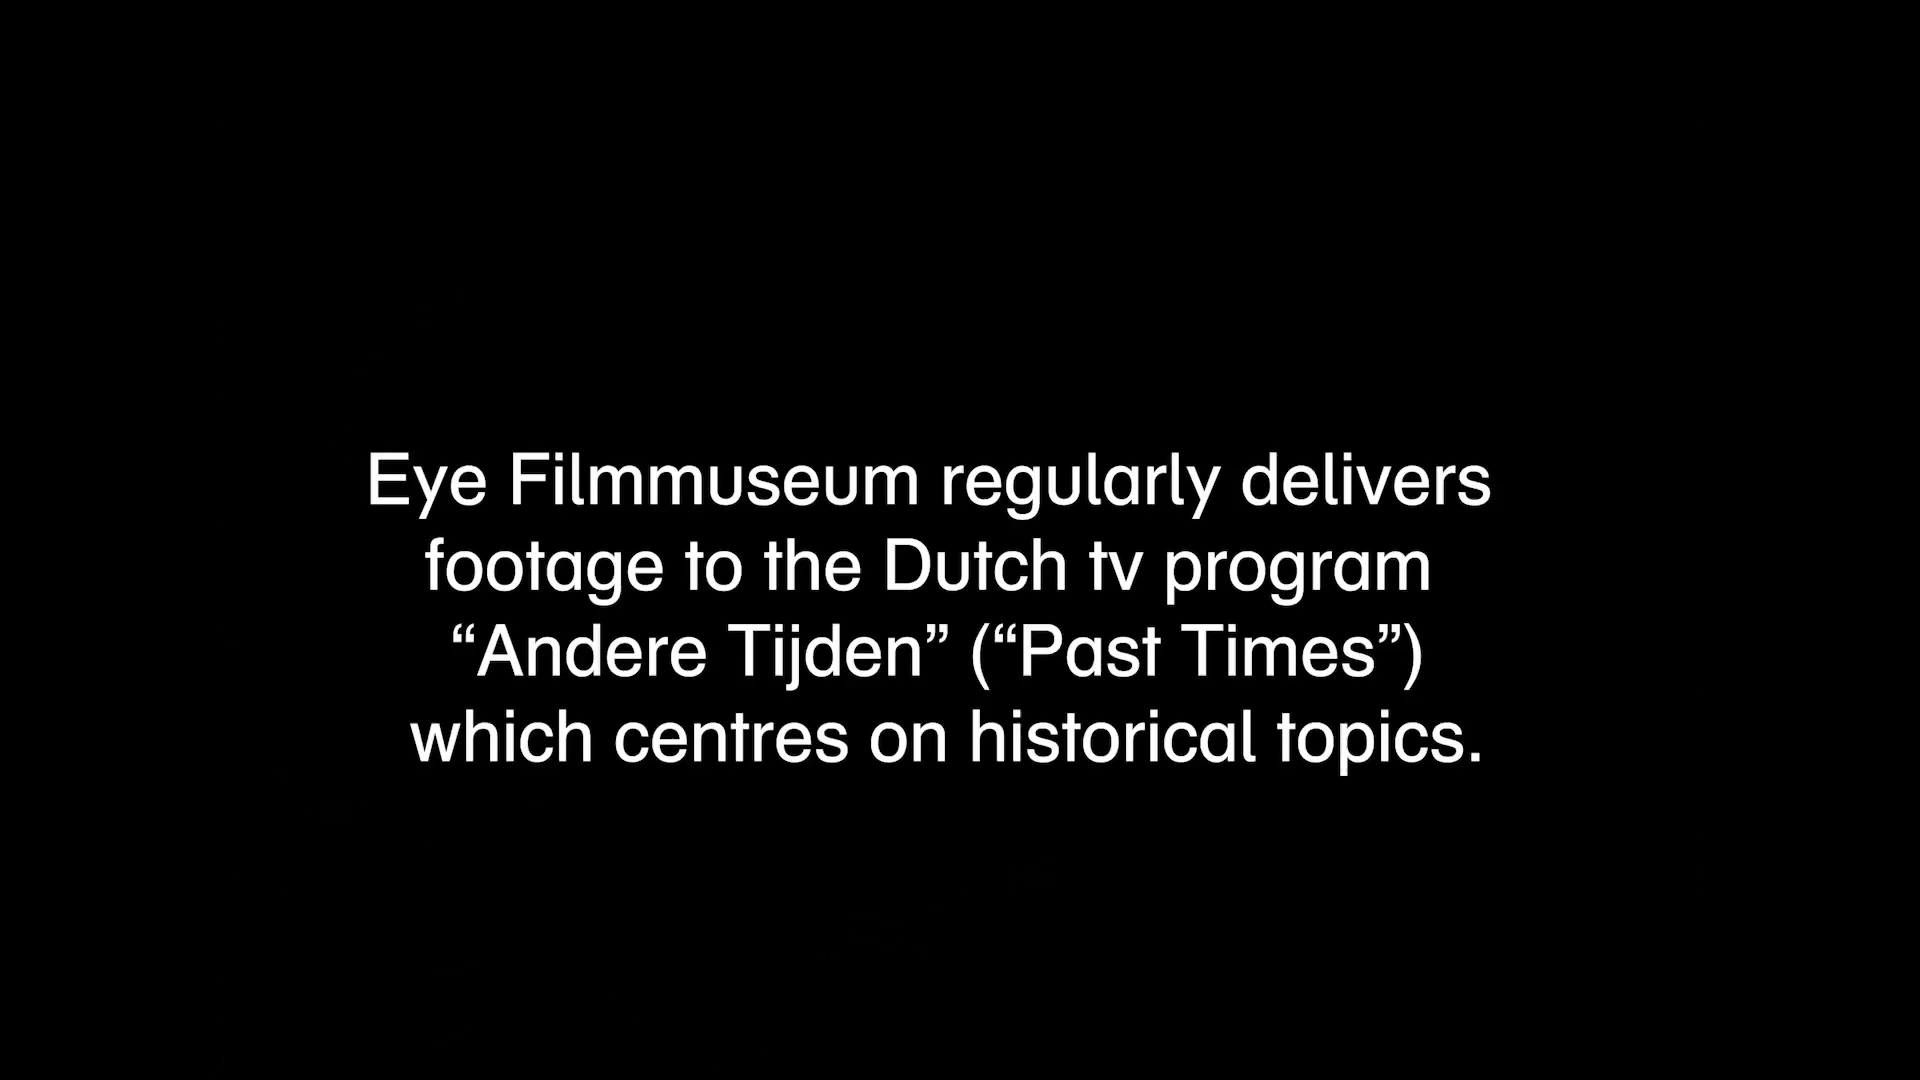 Eye Filmmuseum regularly delivers
footage to the Dutch tv program
“Andere Tijden” (“Past Times”)
which centres on historical topics.